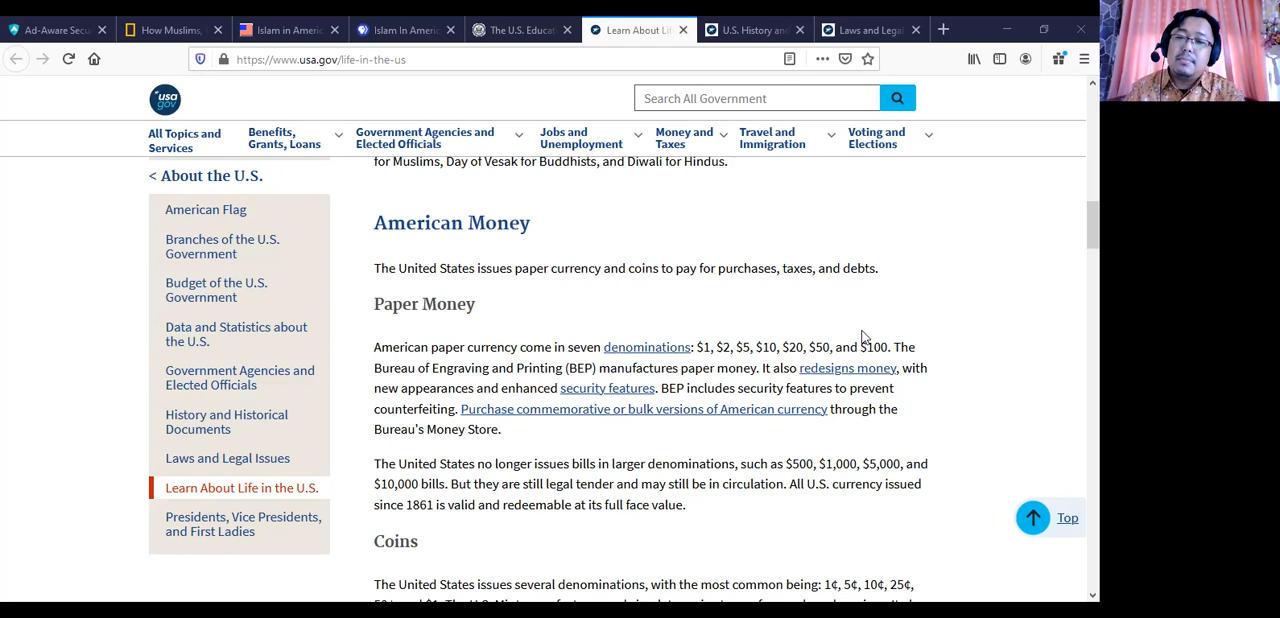 Ad-Aware Secu
How Muslims,
Islam in Americ
Islam In Americ
The U.S. Educat
Learn About Li
U.S. History and
Laws and Legal
https://www.usa.gov/life-in-the-us
usa
gov
Search All Government
All Topics and
Services
Benefits,
Grants, Loans
Government Agencies and
Elected Officials
Jobs and
Unemployment
Money and
Taxes
Travel and
Immigration
Voting and
Elections
for Muslims, Day of Vesak for Buddhists, and Diwali for Hindus.
< About the U.S.
American Flag
Branches of the U.S.
Government
Budget of the U.S.
Government
Data and Statistics about
the U.S.
Government Agencies and
Elected Officials
History and Historical
Documents
Laws and Legal Issues
Learn About Life in the U.S.
Presidents, Vice Presidents,
and First Ladies
American Money
The United States issues paper currency and coins to pay for purchases, taxes, and debts.
Paper Money
American paper currency come in seven denominations: $1, $2, $5, $10, $20, $50, and $100. The
Bureau of Engraving and Printing (BEP) manufactures paper money. It also redesigns money, with
new appearances and enhanced security features. BEP includes security features to prevent
counterfeiting. Purchase commemorative or bulk versions of American currency through the
Bureau's Money Store.
The United States no longer issues bills in larger denominations, such as $500, $1,000, $5,000, and
$10,000 bills. But they are still legal tender and may still be in circulation. All U.S. currency issued
since 1861 is valid and redeemable at its full face value.
Coins
The United States issues several denominations, with the most common being: 1¢, 5¢, 10¢, 25¢,
Top